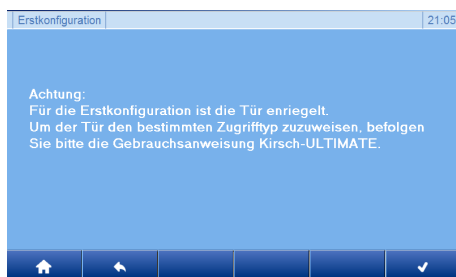 Erstkonfiguration
21:05
Achtung:
Für die Erstkonfiguration ist die Tür enriegelt.
Um der Tür den bestimmten Zugrifftyp zuzuweisen, befolgen
Sie bitte die Gebrauchsanweisung Kirsch-ULTIMATE.